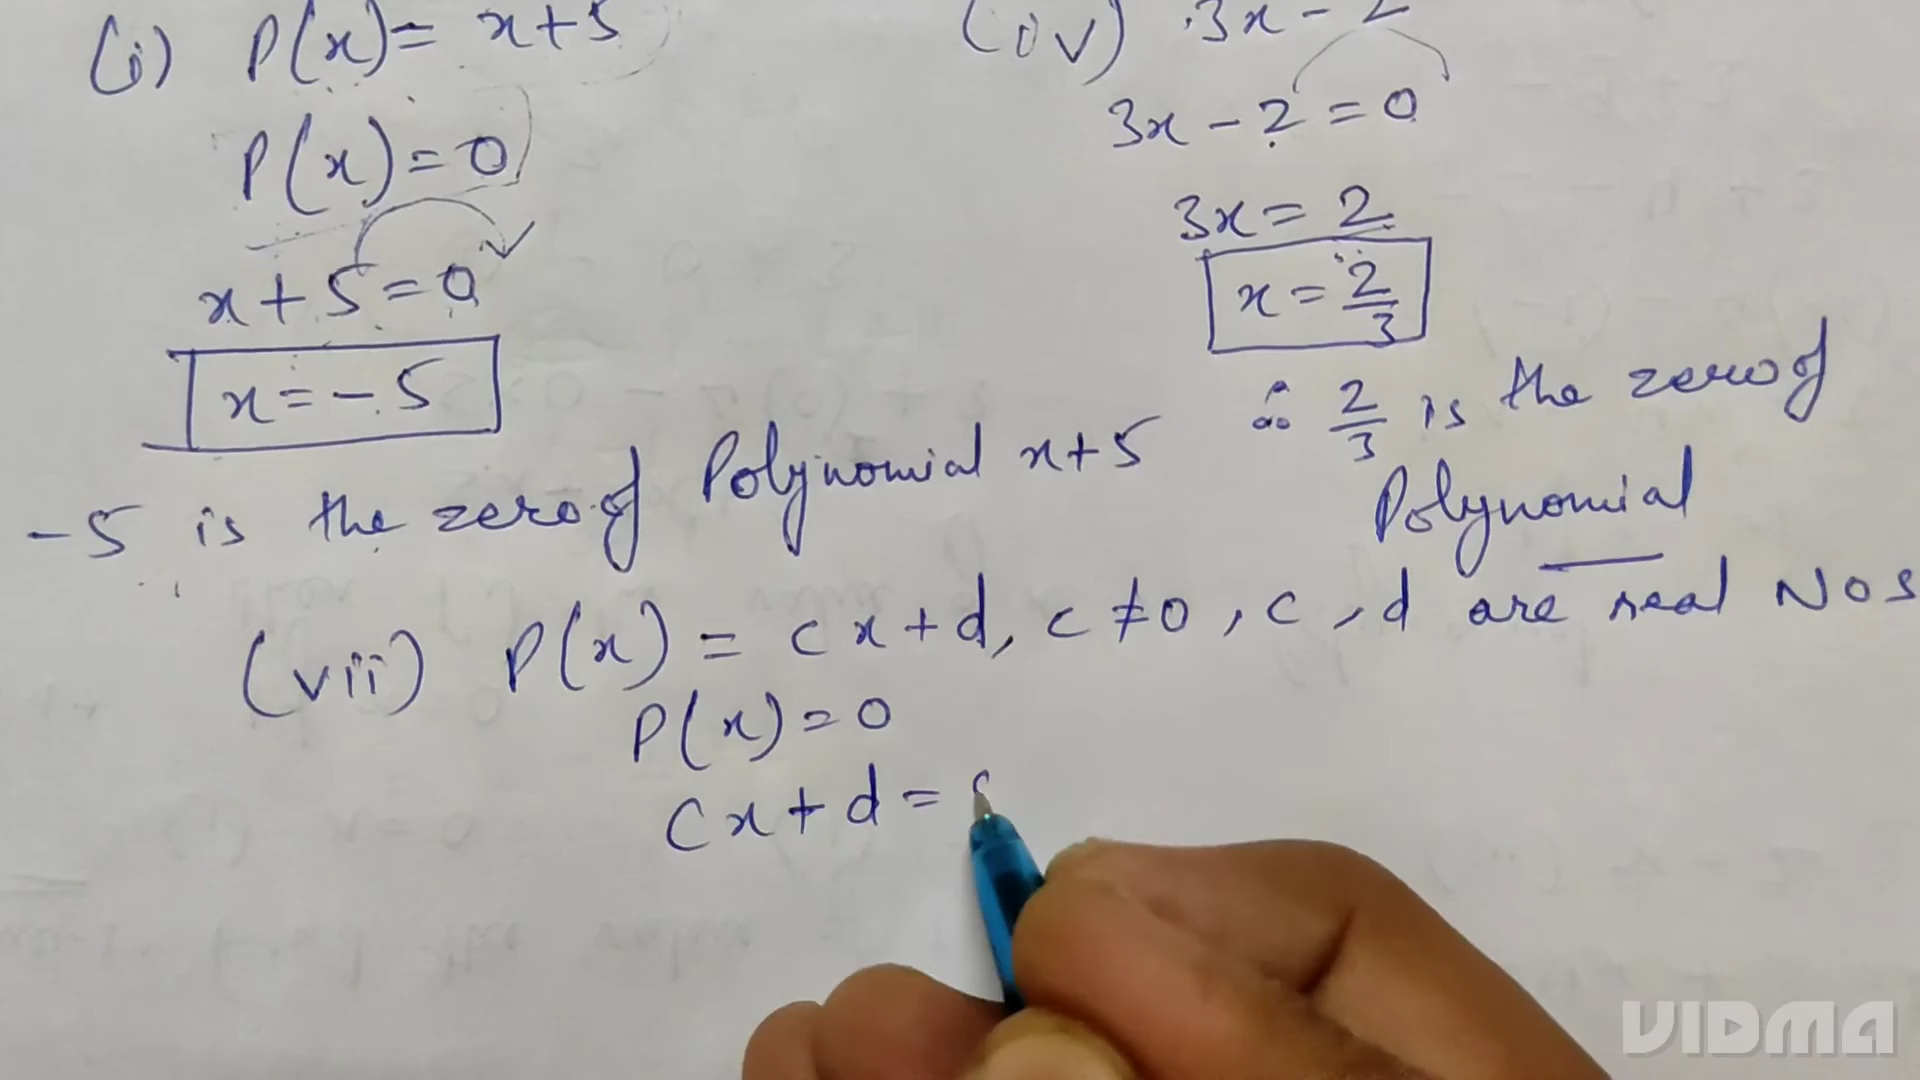 (i) P(x) = x+5
P(x) = 0
x+5=0
x=-5
-5 is the zero of Polynomial x+5
(iv) 3x-2
3x-2=0
3x=2
x=2/3
∴ 2/3 is the zero of
Polynomial
(vii) P(x) = cx+d, c≠0, c, d are real NOS
P(x)=0
cx+d=
VIDMA